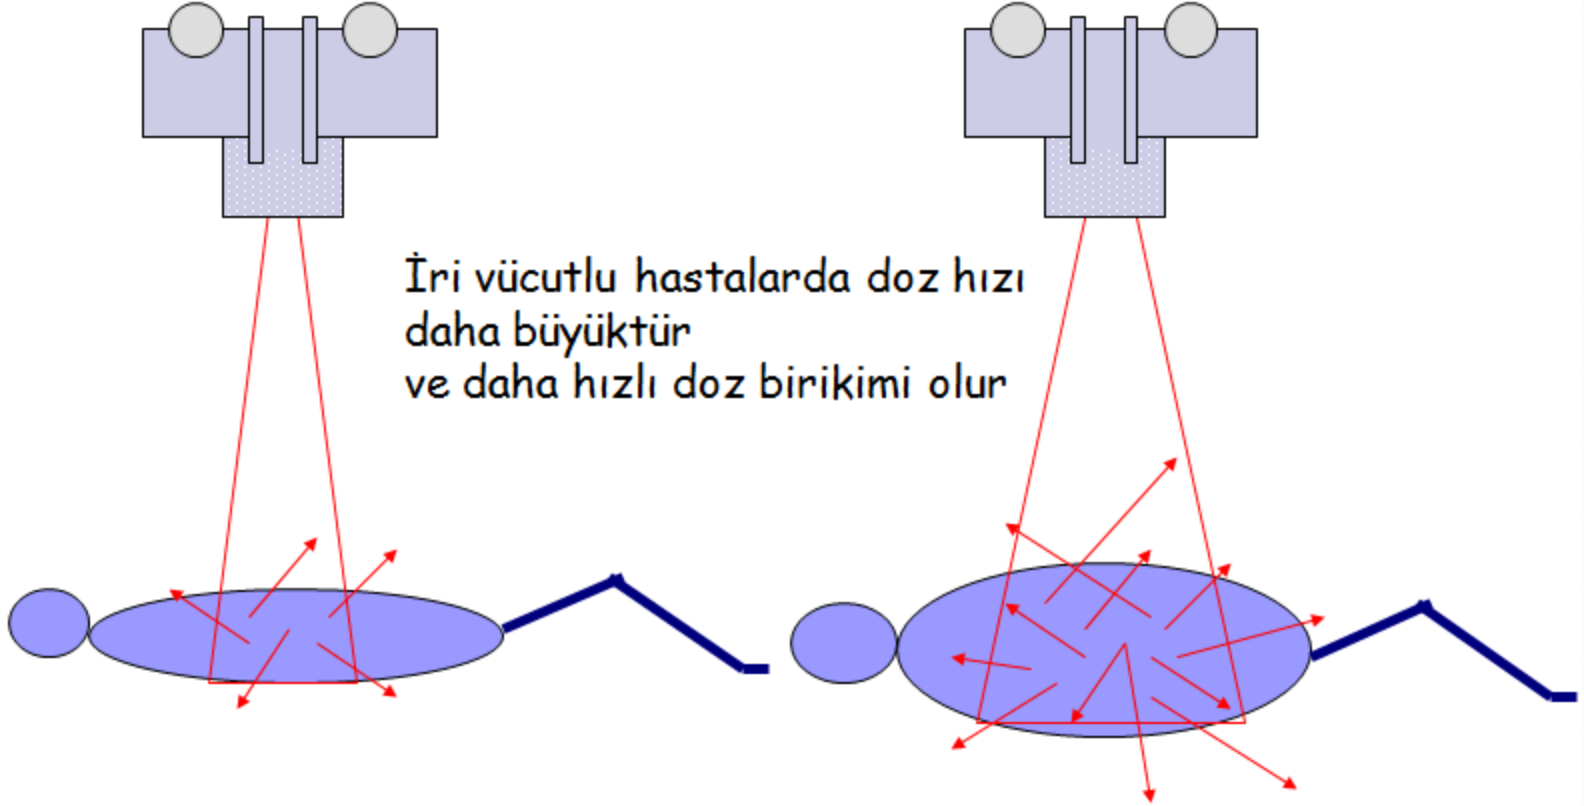 İri vücutlu hastalarda doz hızı
daha büyüktür
ve daha hızlı doz birikimi olur